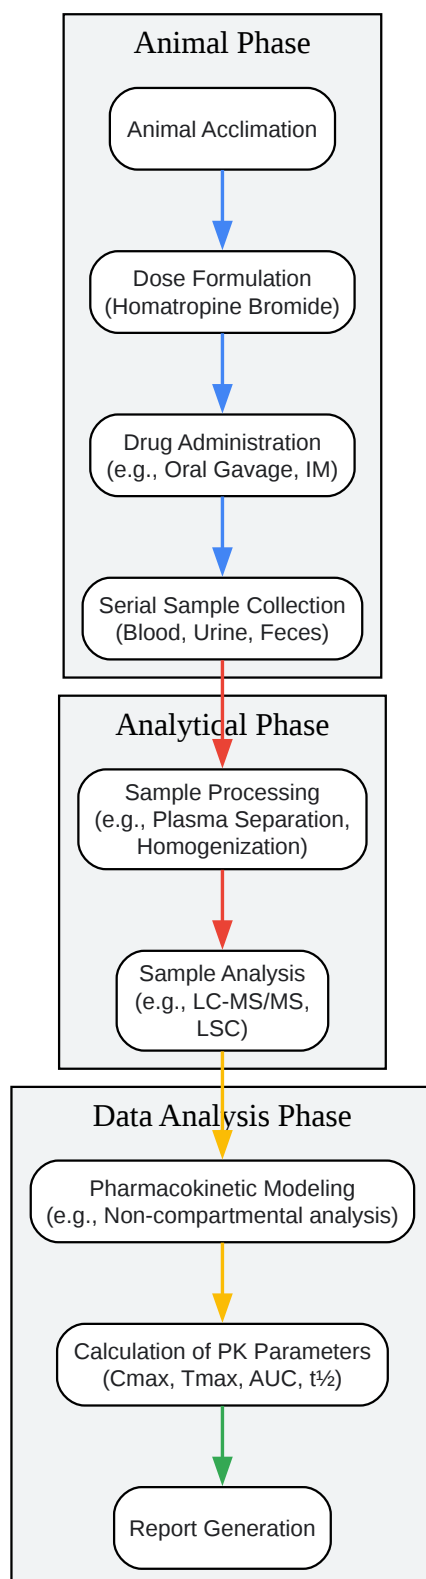 Animal Phase
Animal Acclimation
Dose Formulation
(Homatropine Bromide)
Drug Administration
(e.g., Oral Gavage, IM)
Serial Sample Collection
(Blood, Urine, Feces)
Analytical Phase
Sample Processing
(e.g., Plasma Separation,
Homogenization)
Sample Analysis
(e.g., LC-MS/MS,
LSC)
Data Analysis Phase
Pharmacokinetic Modeling
(e.g., Non-compartmental analysis)
Calculation of PK Parameters
(Cmax, Tmax, AUC, t½)
Report Generation